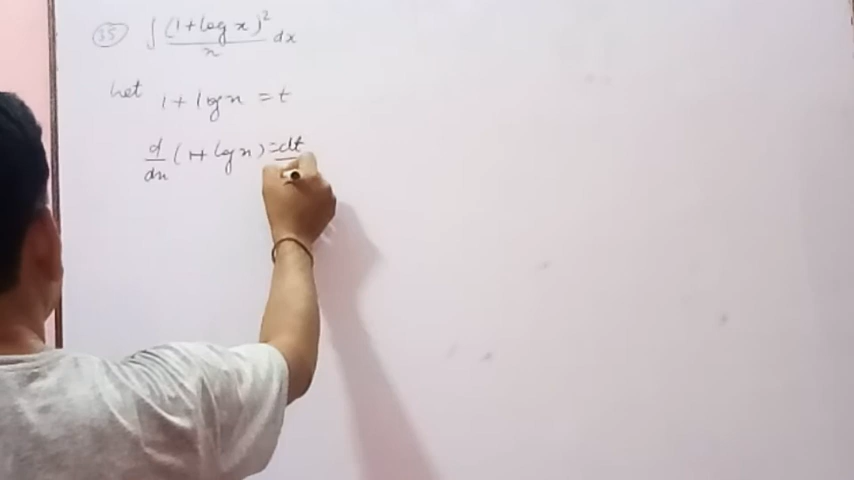 35 ∫ (1+log x)² / x dx
Let 1 + log x = t
d/dx (1+ log x) = dt